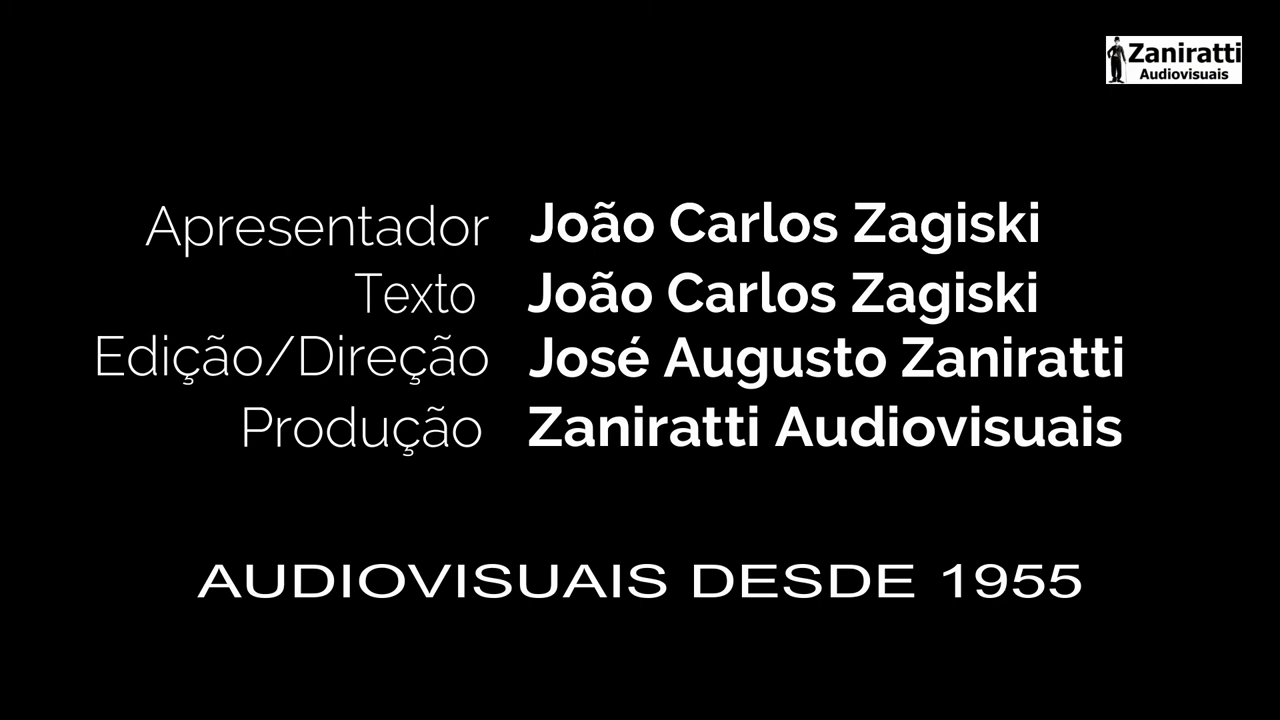 Zaniratti
Audiovisuais
Apresentador João Carlos Zagiski
Texto João Carlos Zagiski
Edição/Direção José Augusto Zaniratti
Produção Zaniratti Audiovisuais
AUDIOVISUAIS DESDE 1955